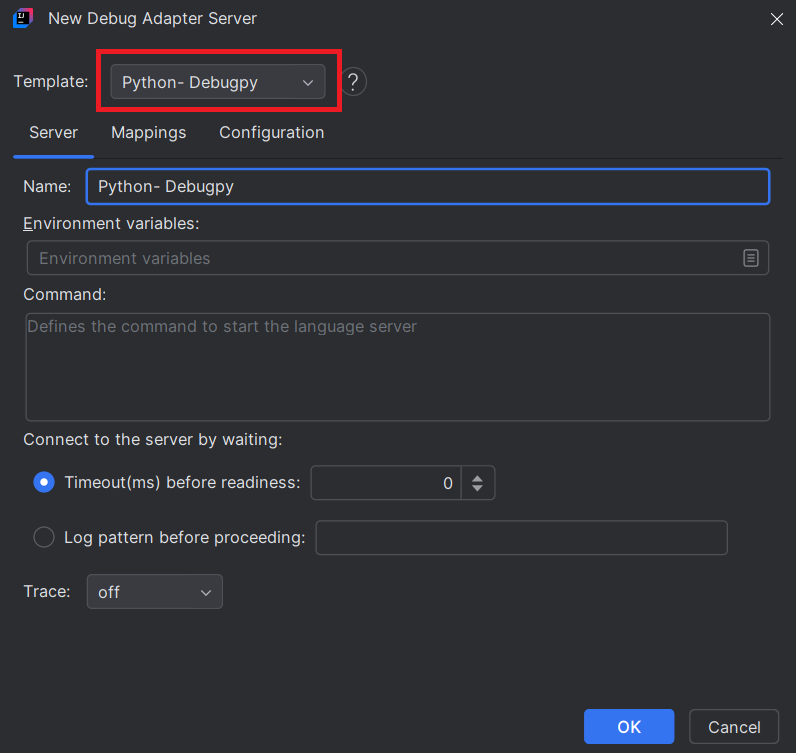 New Debug Adapter Server
Template: Python- Debugpy ?
Server Mappings Configuration
Name: Python- Debugpy
Environment variables:
Environment variables
Command:
Defines the command to start the language server
Connect to the server by waiting:
Timeout(ms) before readiness: 0
Log pattern before proceeding:
Trace: off
OK Cancel